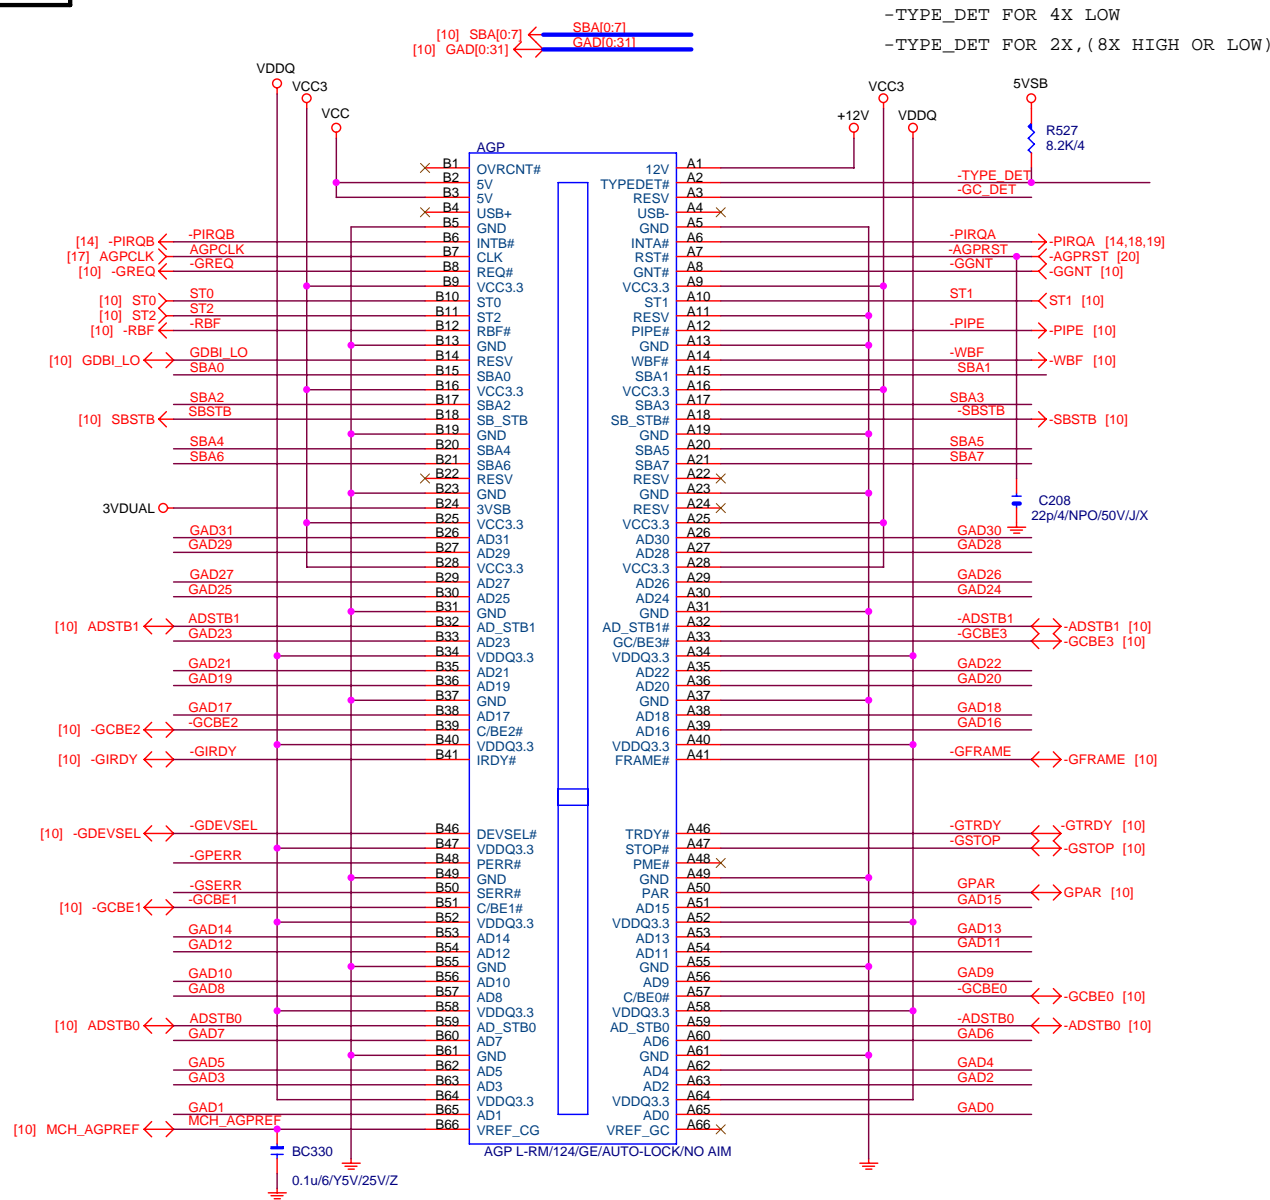 -TYPE_DET FOR 4X LOW
-TYPE_DET FOR 2X,(8X HIGH OR LOW)
[10] SBA[0:7] SBA[0:7]
[10] GAD[0:31] GAD[0:31]
VDDQ VCC3 VCC
+12V VCC3 VDDQ 5VSB
R527
8.2K/4
AGP
B1 OVRCNT# 12V A1
B2 5V TYPEDET# A2 -TYPE_DET
B3 5V RESV A3 -GC_DET
B4 USB+ USB- A4
B5 GND GND A5
[14] -PIRQB -PIRQB B6 INTB# INTA# A6 -PIRQA -PIRQA [14,18,19]
[17] AGPCLK AGPCLK B7 CLK RST# A7 -AGPRST -AGPRST [20]
[10] -GREQ -GREQ B8 REQ# GNT# A8 -GGNT -GGNT [10]
B9 VCC3.3 VCC3.3 A9
[10] ST0 ST0 B10 ST0 ST1 A10 ST1 ST1 [10]
[10] ST2 ST2 B11 ST2 RESV A11
[10] -RBF -RBF B12 RBF# PIPE# A12 -PIPE -PIPE [10]
B13 GND GND A13
[10] GDBI_LO GDBI_LO B14 RESV WBF# A14 -WBF -WBF [10]
SBA0 B15 SBA0 SBA1 A15 SBA1
B16 VCC3.3 VCC3.3 A16
SBA2 B17 SBA2 SBA3 A17 SBA3
[10] SBSTB SBSTB B18 SB_STB SB_STB# A18 -SBSTB -SBSTB [10]
B19 GND GND A19
SBA4 B20 SBA4 SBA5 A20 SBA5
SBA6 B21 SBA6 SBA7 A21 SBA7
B22 RESV RESV A22
B23 GND GND A23
3VDUAL B24 3VSB RESV A24
C208
22p/4/NPO/50V/J/X
B25 VCC3.3 VCC3.3 A25
GAD31 B26 AD31 AD30 A26 GAD30
GAD29 B27 AD29 AD28 A27 GAD28
B28 VCC3.3 VCC3.3 A28
GAD27 B29 AD27 AD26 A29 GAD26
GAD25 B30 AD25 AD24 A30 GAD24
B31 GND GND A31
[10] ADSTB1 ADSTB1 B32 AD_STB1 AD_STB1# A32 -ADSTB1 -ADSTB1 [10]
GAD23 B33 AD23 GC/BE3# A33 -GCBE3 -GCBE3 [10]
B34 VDDQ3.3 VDDQ3.3 A34
GAD21 B35 AD21 AD22 A35 GAD22
GAD19 B36 AD19 AD20 A36 GAD20
B37 GND GND A37
GAD17 B38 AD17 AD18 A38 GAD18
[10] -GCBE2 -GCBE2 B39 C/BE2# AD16 A39 GAD16
B40 VDDQ3.3 VDDQ3.3 A40
[10] -GIRDY -GIRDY B41 IRDY# FRAME# A41 -GFRAME -GFRAME [10]
[10] -GDEVSEL -GDEVSEL B46 DEVSEL# TRDY# A46 -GTRDY -GTRDY [10]
B47 VDDQ3.3 STOP# A47 -GSTOP -GSTOP [10]
-GPERR B48 PERR# PME# A48
B49 GND GND A49
-GSERR B50 SERR# PAR A50 GPAR GPAR [10]
[10] -GCBE1 -GCBE1 B51 C/BE1# AD15 A51 GAD15
B52 VDDQ3.3 VDDQ3.3 A52
GAD14 B53 AD14 AD13 A53 GAD13
GAD12 B54 AD12 AD11 A54 GAD11
B55 GND GND A55
GAD10 B56 AD10 AD9 A56 GAD9
GAD8 B57 AD8 C/BE0# A57 -GCBE0 -GCBE0 [10]
B58 VDDQ3.3 VDDQ3.3 A58
[10] ADSTB0 ADSTB0 B59 AD_STB0 AD_STB0 A59 -ADSTB0 -ADSTB0 [10]
GAD7 B60 AD7 AD6 A60 GAD6
B61 GND GND A61
GAD5 B62 AD5 AD4 A62 GAD4
GAD3 B63 AD3 AD2 A63 GAD2
B64 VDDQ3.3 VDDQ3.3 A64
GAD1 B65 AD1 AD0 A65 GAD0
[10] MCH_AGPREF MCH_AGPREF B66 VREF_CG VREF_GC A66
BC330
0.1u/6/Y5V/25V/Z
AGP L-RM/124/GE/AUTO-LOCK/NO AIM